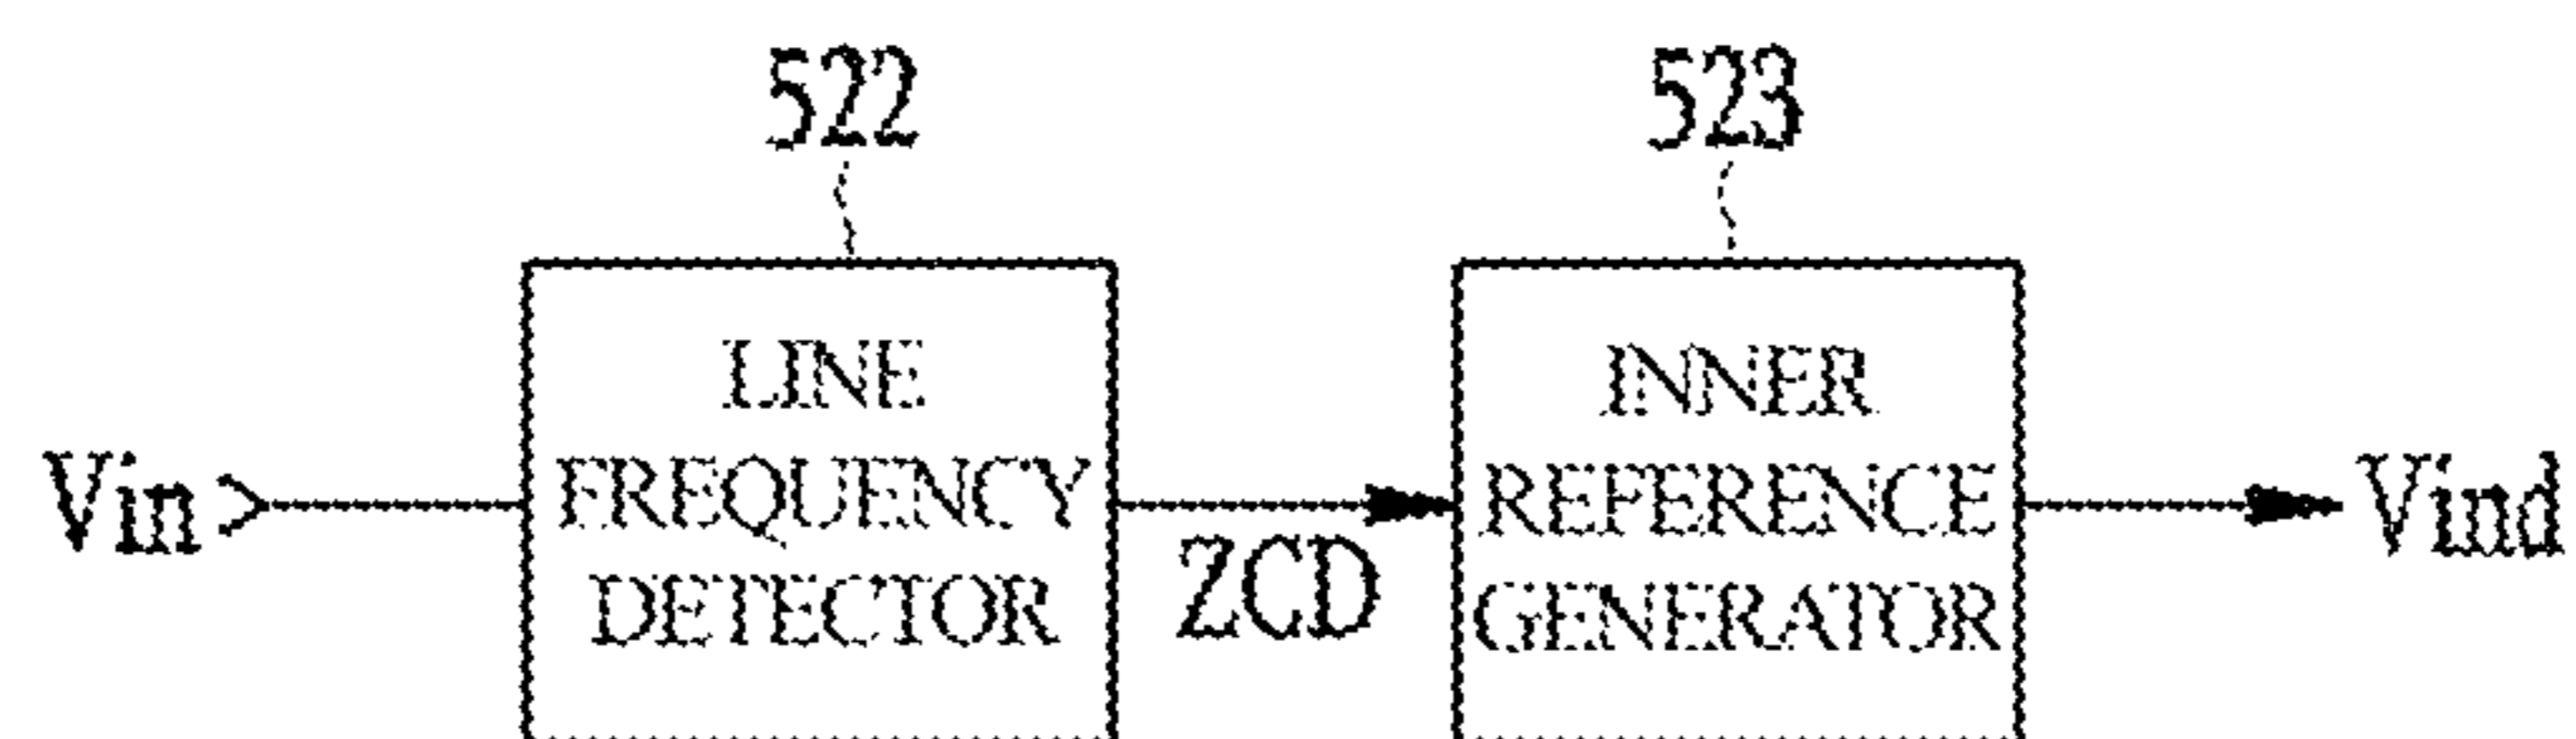 522
523
LINE
FREQUENCY
DETECTOR
INNER
REFERENCE
GENERATOR
Vin
ZCD
Vind